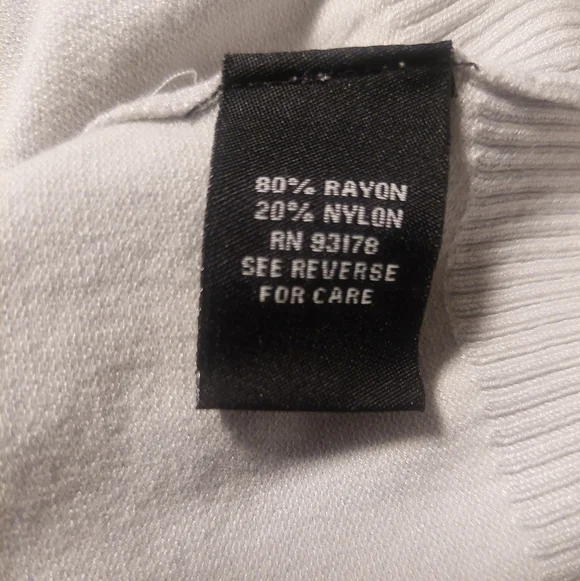 80% RAYON
20% NYLON
RN 93178
SEE REVERSE
FOR CARE